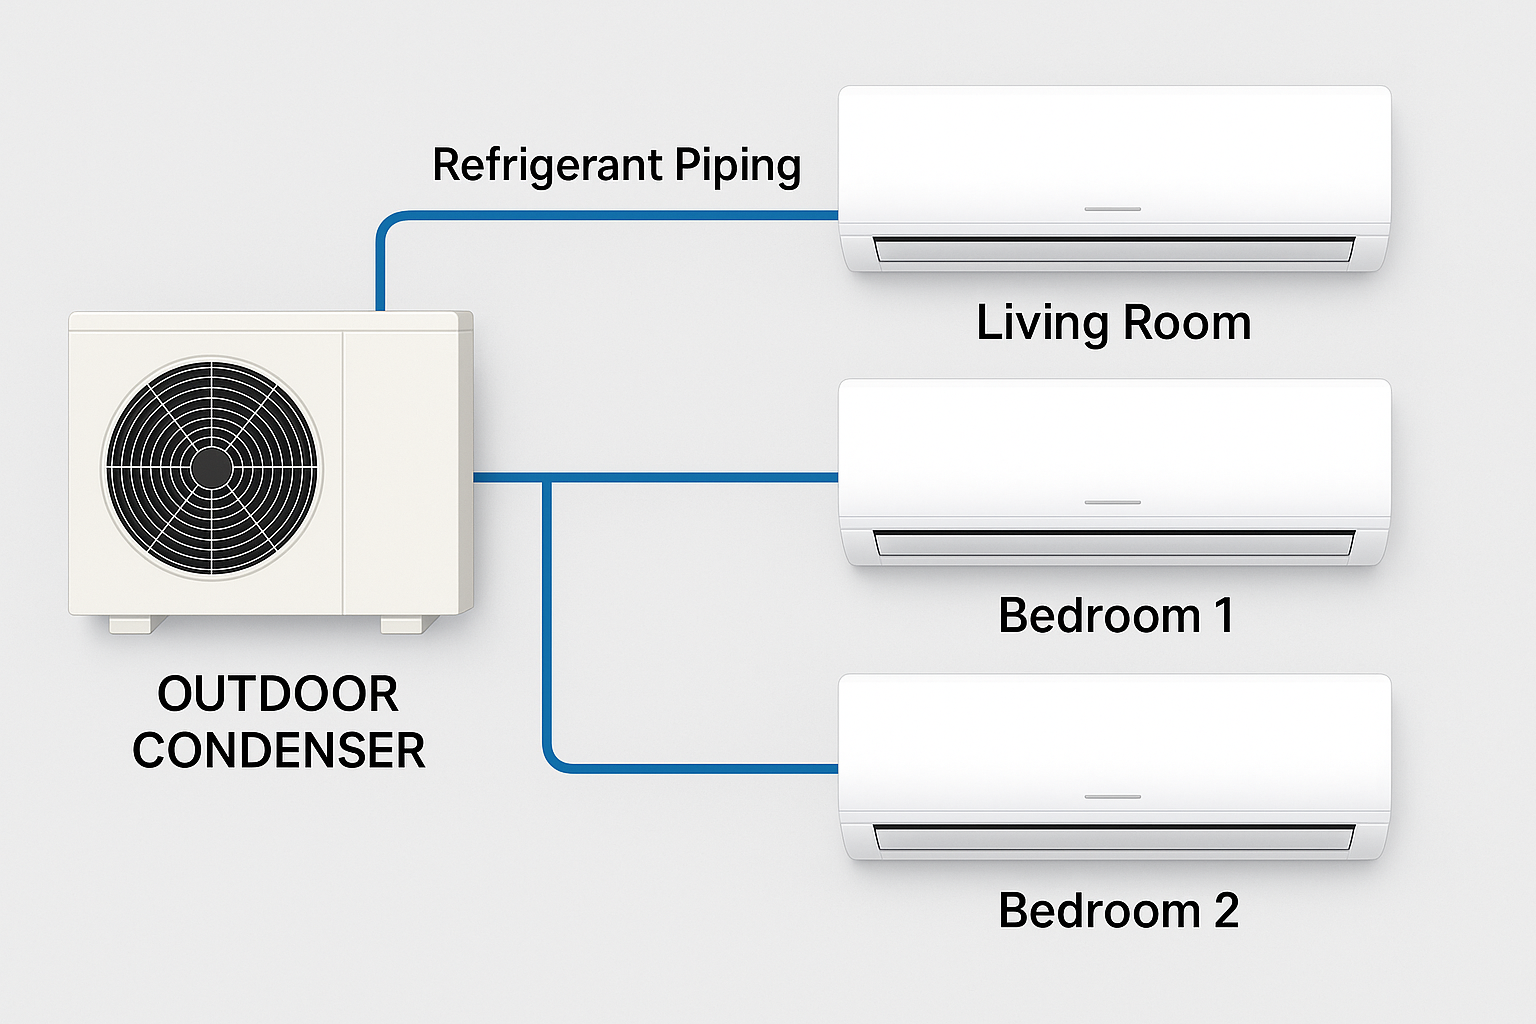 Refrigerant Piping
Living Room
Bedroom 1
OUTDOOR
CONDENSER
Bedroom 2